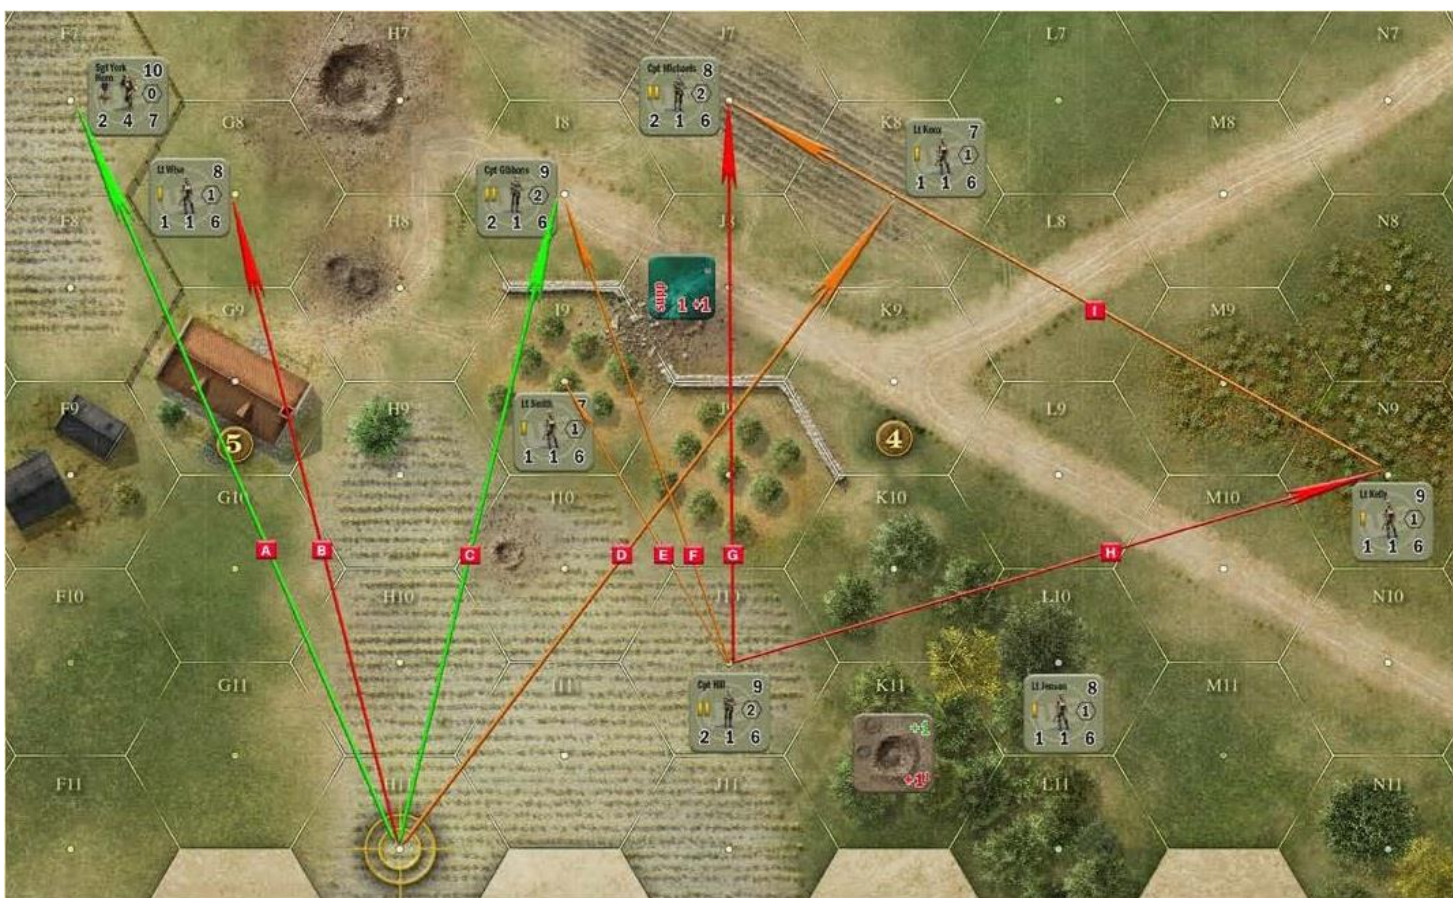 F7
H7
J7
L7
N7
Sgt York 10
Hero
0
2 4 7
Cpt Michaels 8
2
2 1 6
G8
I8
K8
M8
Lt Knox 7
1
1 1 6
Lt Wise 8
1
1 1 6
Cpt Gibbons 9
2
2 1 6
F8
H8
J8
L8
N8
supp
1 +1
G9
I9
K9
M9
I
F9
H9
L9
N9
Lt Smith 7
1
1 1 6
5
4
G10
I10
K10
M10
Lt Kelly 9
1
1 1 6
A
B
C
D
E
F
G
H
F10
H10
J10
L10
N10
G11
I11
K11
M11
Cpt Hill 9
2
2 1 6
Lt Jensen 8
1
1 1 6
+1
+1
F11
H11
J11
L11
N11